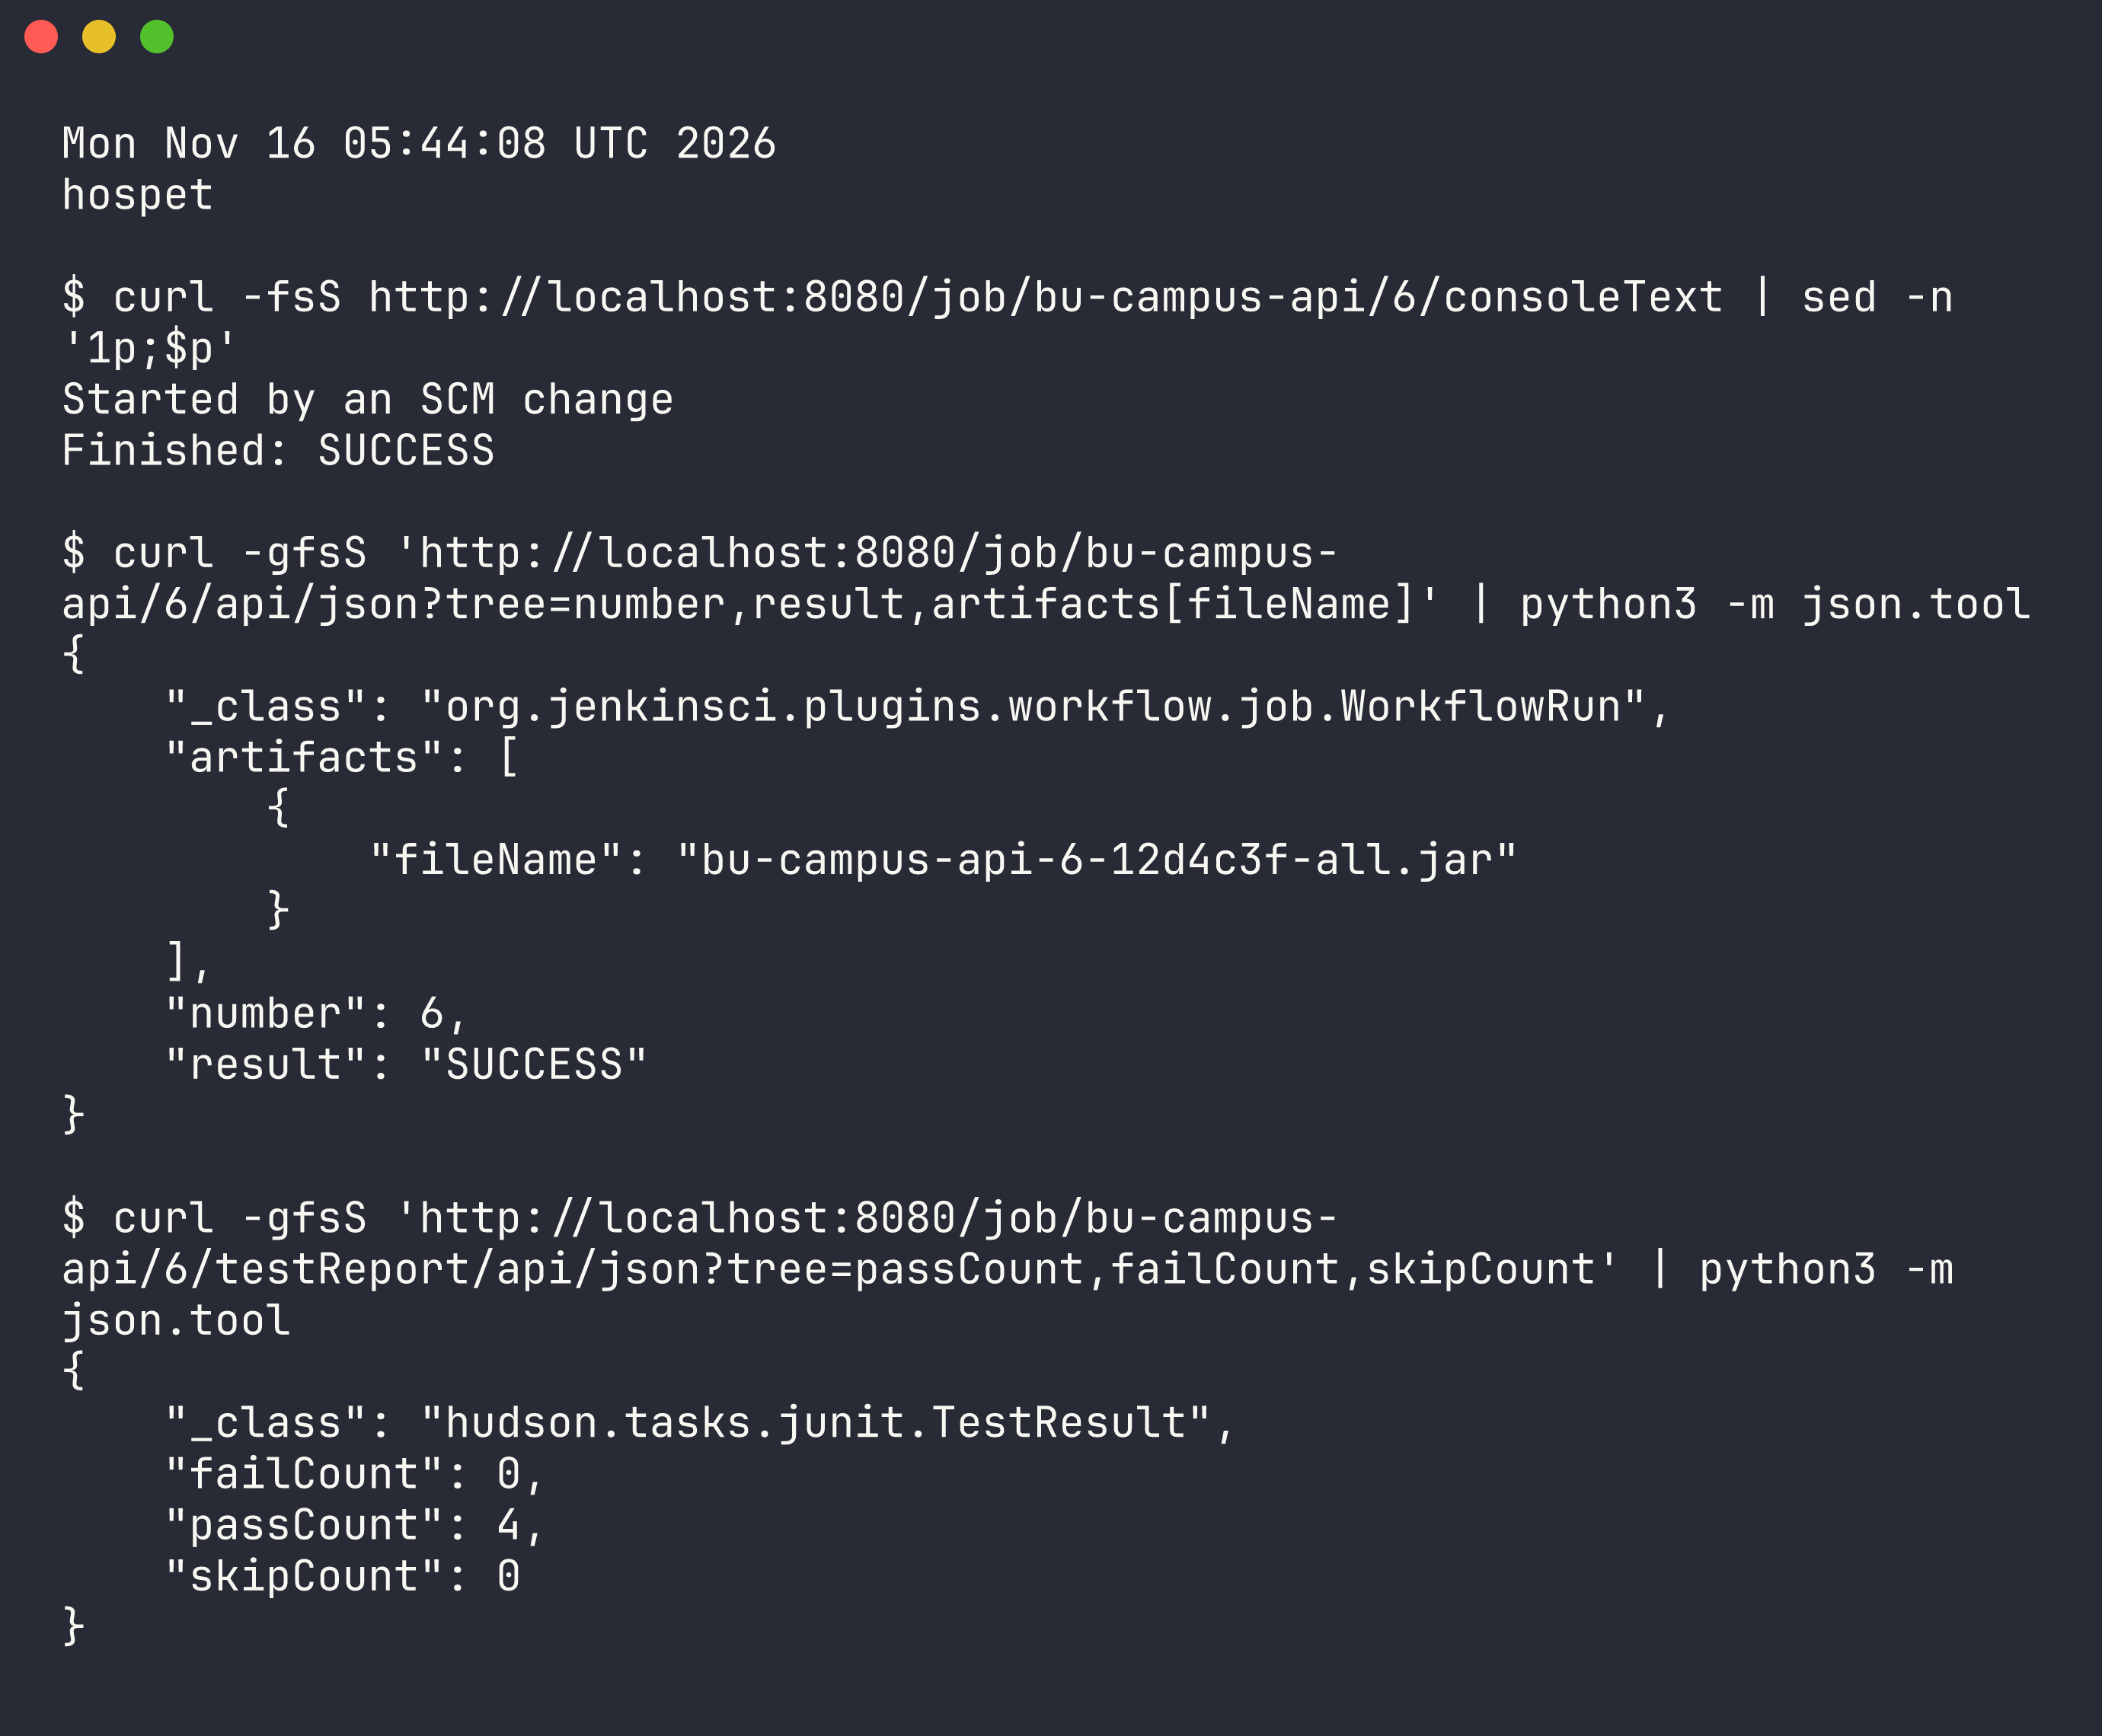 Mon Nov 16 05:44:08 UTC 2026
hospet

$ curl -fsS http://localhost:8080/job/bu-campus-api/6/consoleText | sed -n
'1p;$p'
Started by an SCM change
Finished: SUCCESS

$ curl -gfsS 'http://localhost:8080/job/bu-campus-
api/6/api/json?tree=number,result,artifacts[fileName]' | python3 -m json.tool
{
    "_class": "org.jenkinsci.plugins.workflow.job.WorkflowRun",
    "artifacts": [
        {
            "fileName": "bu-campus-api-6-12d4c3f-all.jar"
        }
    ],
    "number": 6,
    "result": "SUCCESS"
}

$ curl -gfsS 'http://localhost:8080/job/bu-campus-
api/6/testReport/api/json?tree=passCount,failCount,skipCount' | python3 -m
json.tool
{
    "_class": "hudson.tasks.junit.TestResult",
    "failCount": 0,
    "passCount": 4,
    "skipCount": 0
}